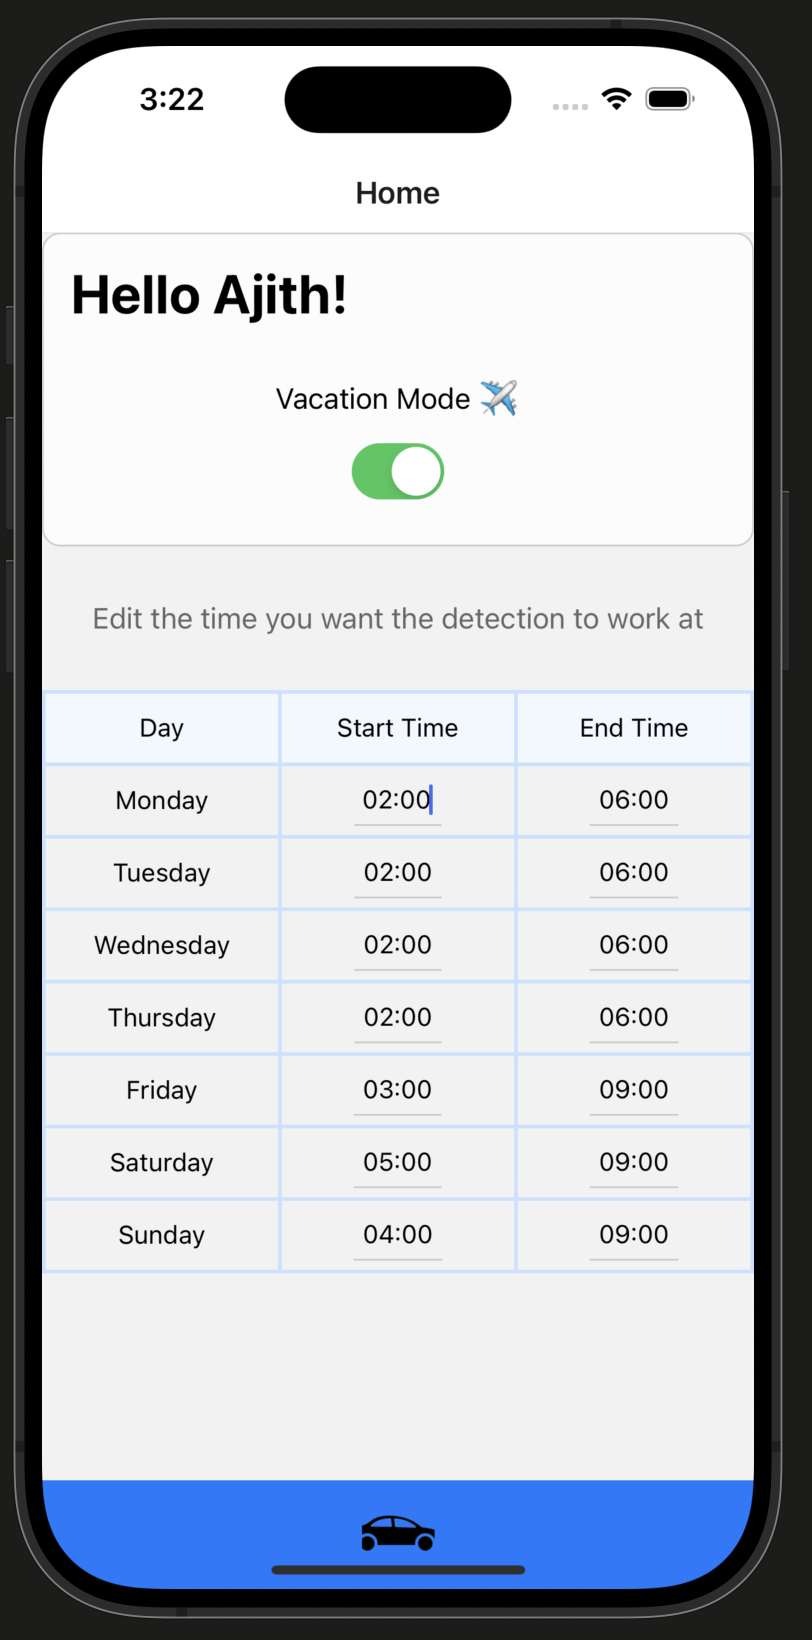 3:22
Home
Hello Ajith!
Vacation Mode ✈️
Edit the time you want the detection to work at
Day Start Time End Time
Monday 02:00 06:00
Tuesday 02:00 06:00
Wednesday 02:00 06:00
Thursday 02:00 06:00
Friday 03:00 09:00
Saturday 05:00 09:00
Sunday 04:00 09:00